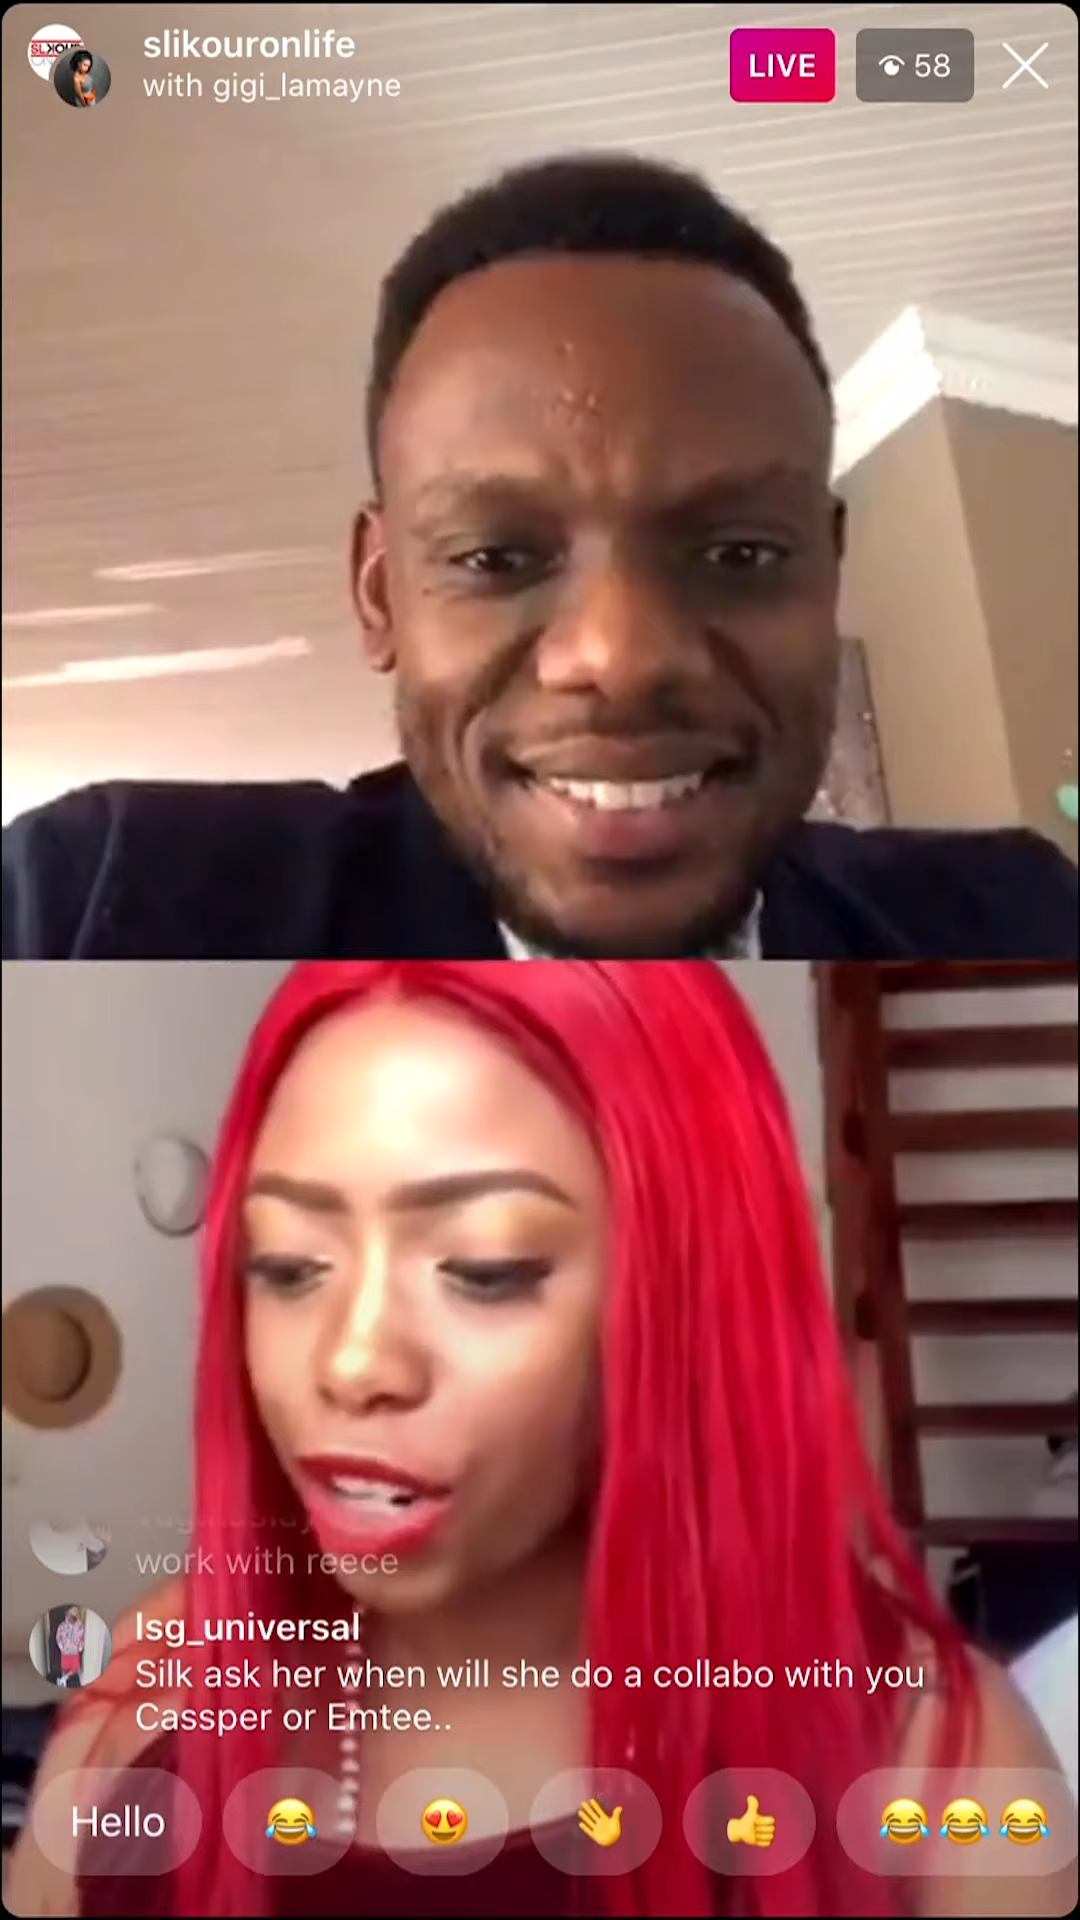 slikouronlife
with gigi_lamayne
LIVE
58
work with reece
lsg_universal
Silk ask her when will she do a collabo with you
Cassper or Emtee..
Hello